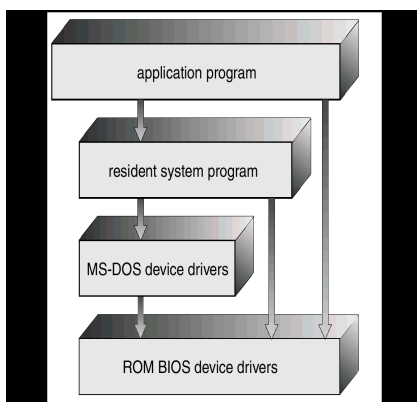 application program
resident system program
MS-DOS device drivers
ROM BIOS device drivers